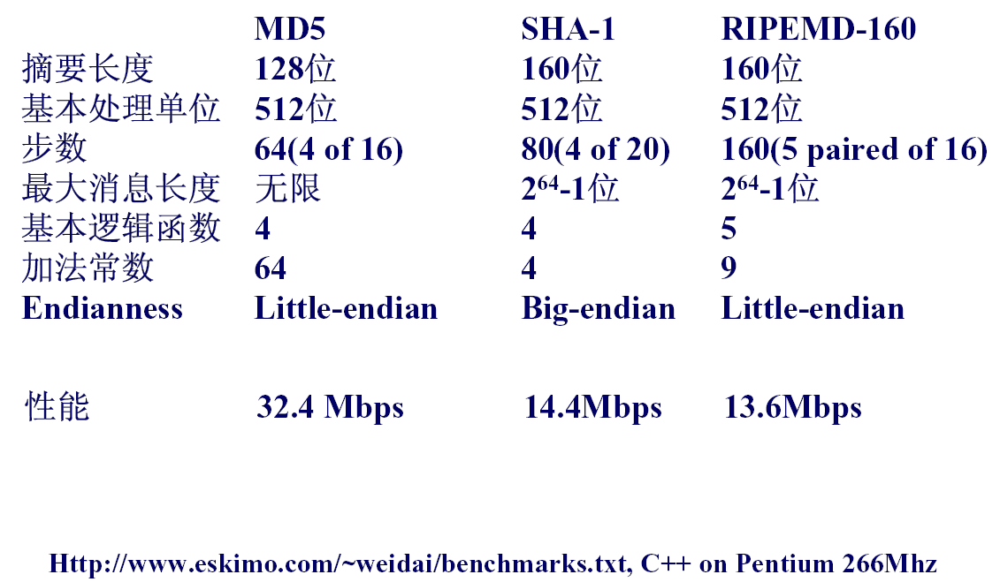 MD5 SHA-1 RIPEMD-160
摘要长度 128位 160位 160位
基本处理单位 512位 512位 512位
步数 64(4 of 16) 80(4 of 20) 160(5 paired of 16)
最大消息长度 无限 2⁶⁴-1位 2⁶⁴-1位
基本逻辑函数 4 4 5
加法常数 64 4 9
Endianness Little-endian Big-endian Little-endian
性能 32.4 Mbps 14.4Mbps 13.6Mbps
Http://www.eskimo.com/~weidai/benchmarks.txt, C++ on Pentium 266Mhz